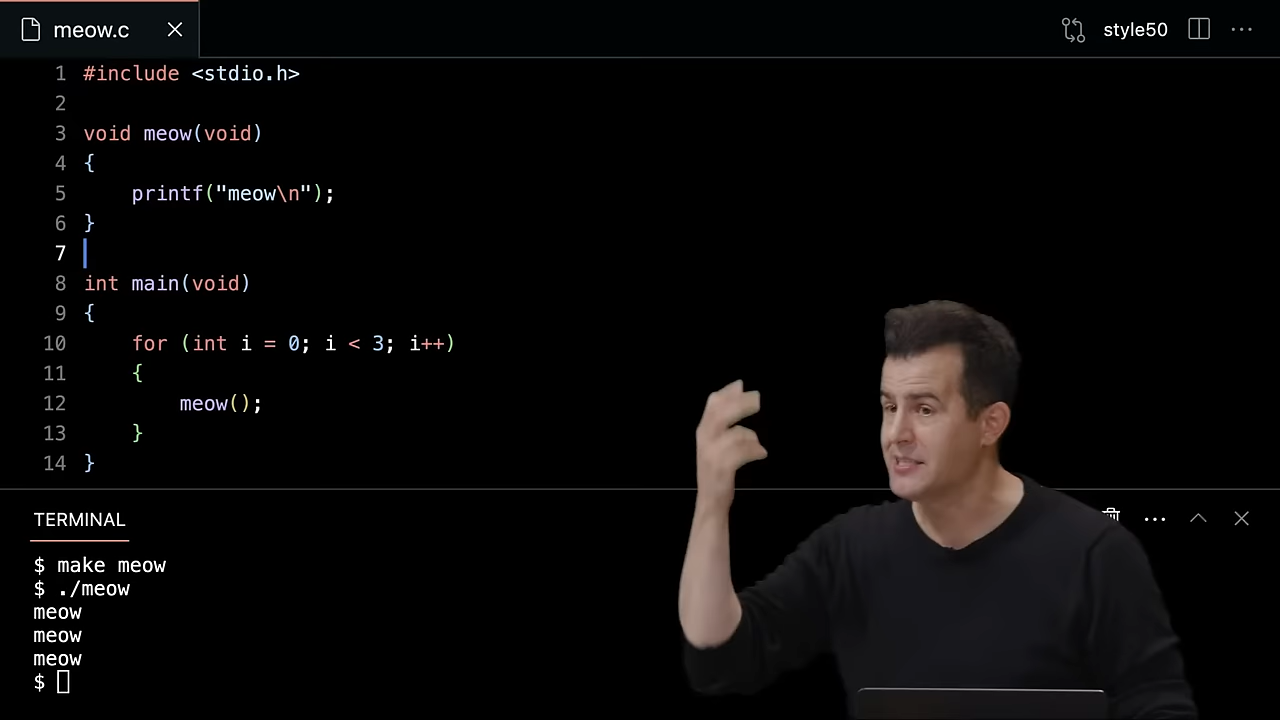 meow.c
style50
1 #include <stdio.h>
2
3 void meow(void)
4 {
5     printf("meow\n");
6 }
7
8 int main(void)
9 {
10     for (int i = 0; i < 3; i++)
11     {
12         meow();
13     }
14 }
TERMINAL
$ make meow
$ ./meow
meow
meow
meow
$